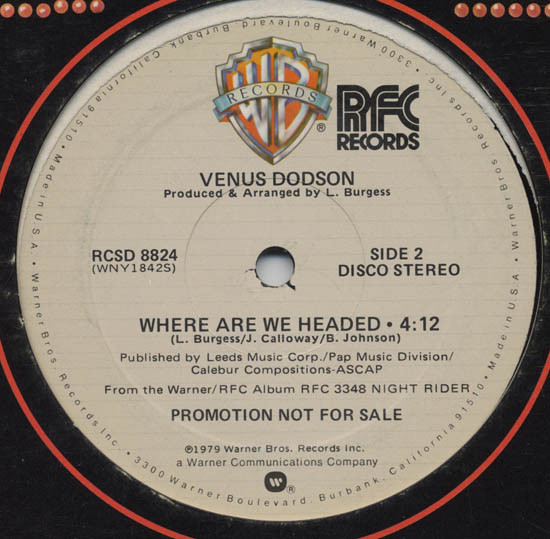 WB
RECORDS
®
RFC
RECORDS
VENUS DODSON
Produced & Arranged by L. Burgess
RCSD 8824
(WNY1842S)
SIDE 2
DISCO STEREO
WHERE ARE WE HEADED • 4:12
(L. Burgess/J. Calloway/B. Johnson)
Published by Leeds Music Corp./Pap Music Division/
Calebur Compositions-ASCAP
From the Warner/RFC Album RFC 3348 NIGHT RIDER
PROMOTION NOT FOR SALE
℗1979 Warner Bros. Records Inc.
a Warner Communications Company
W ®
Warner Bros. Records Inc. • 3300 Warner Boulevard, Burbank, California 91510 • Made in U.S.A. • Warner Bros. Records Inc. • 3300 Warner Boulevard, Burbank, California 91510 • Made in U.S.A. •